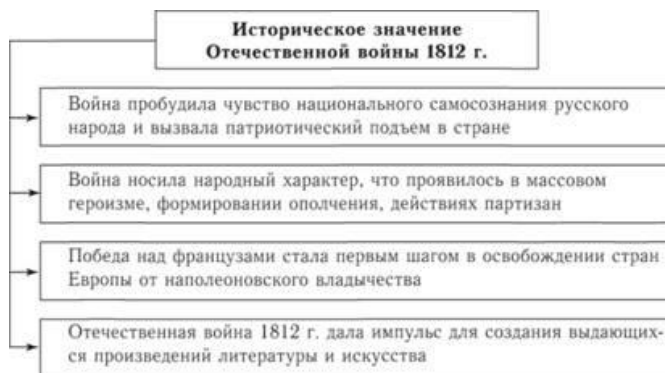 Историческое значение
Отечественной войны 1812 г.
Война пробудила чувство национального самосознания русского
народа и вызвала патриотический подъем в стране
Война носила народный характер, что проявилось в массовом
героизме, формировании ополчения, действиях партизан
Победа над французами стала первым шагом в освобождении стран
Европы от наполеоновского владычества
Отечественная война 1812 г. дала импульс для создания выдающих-
ся произведений литературы и искусства